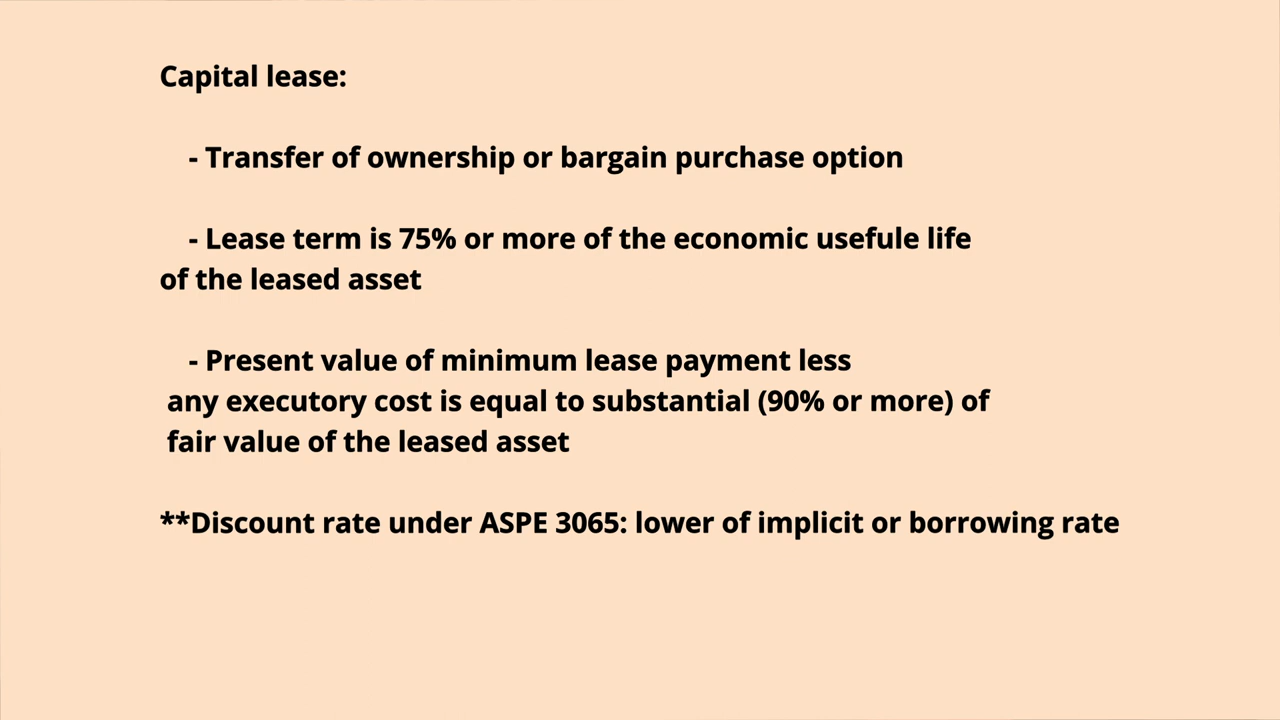 Capital lease:
- Transfer of ownership or bargain purchase option
- Lease term is 75% or more of the economic usefule life
of the leased asset
- Present value of minimum lease payment less
any executory cost is equal to substantial (90% or more) of
fair value of the leased asset
**Discount rate under ASPE 3065: lower of implicit or borrowing rate